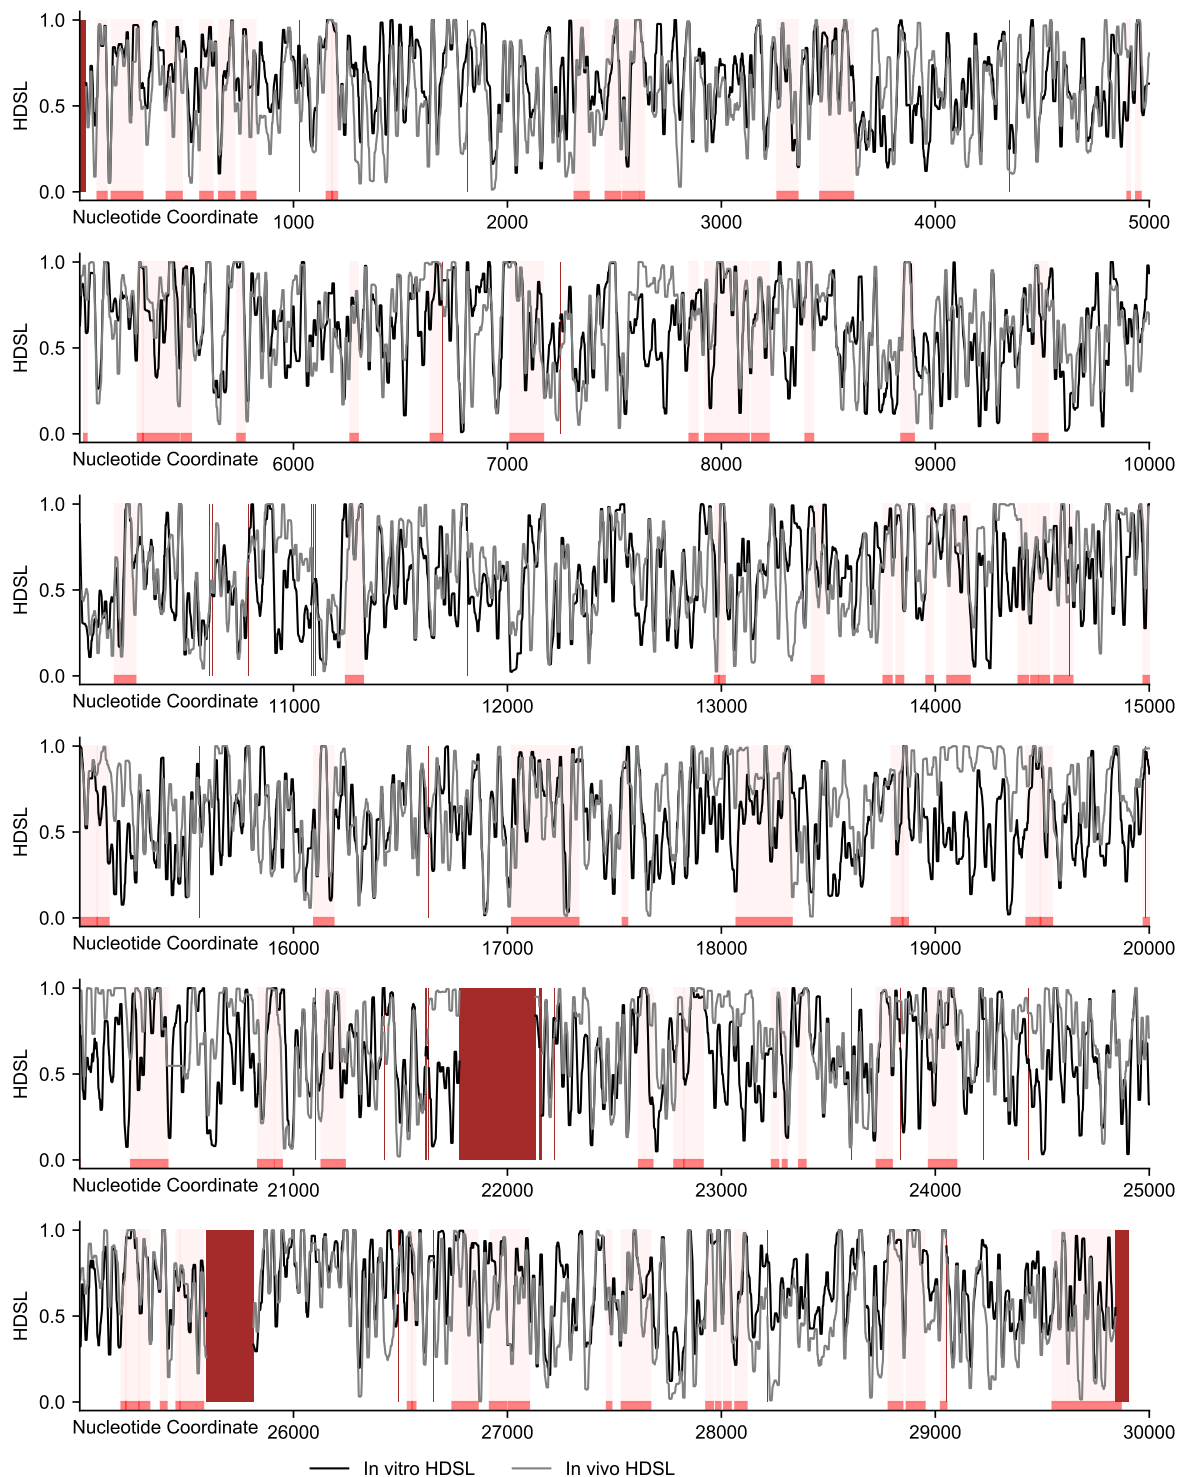 HDSL
1.0
0.5
0.0
Nucleotide Coordinate 1000 2000 3000 4000 5000
HDSL
1.0
0.5
0.0
Nucleotide Coordinate 6000 7000 8000 9000 10000
HDSL
1.0
0.5
0.0
Nucleotide Coordinate 11000 12000 13000 14000 15000
HDSL
1.0
0.5
0.0
Nucleotide Coordinate 16000 17000 18000 19000 20000
HDSL
1.0
0.5
0.0
Nucleotide Coordinate 21000 22000 23000 24000 25000
HDSL
1.0
0.5
0.0
Nucleotide Coordinate 26000 27000 28000 29000 30000
In vitro HDSL In vivo HDSL